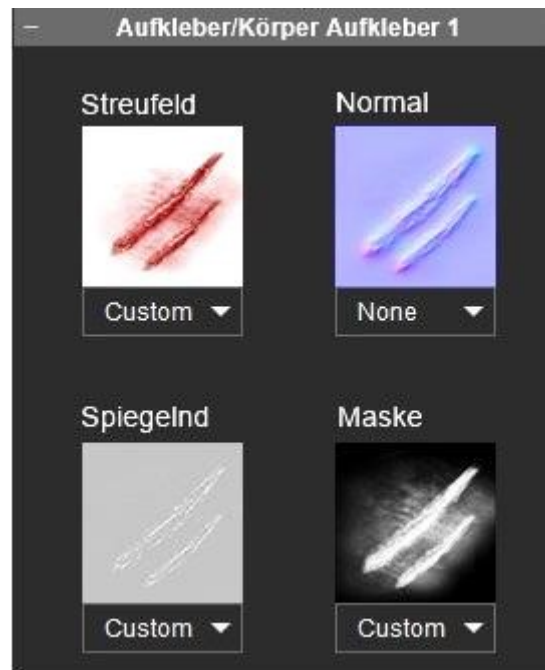 Aufkleber/Körper Aufkleber 1
Streufeld Normal
Custom None
Spiegelnd Maske
Custom Custom